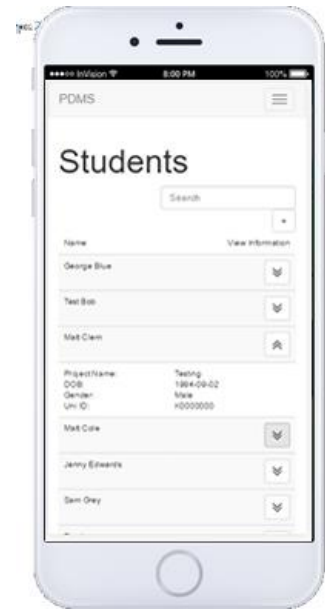 InVision 8:00 PM 100%
PDMS
Students
Search
Name View Information
George Blue
Test Bob
Matt Clem
Project Name: Testing
DOB: 1994-09-02
Gender: Male
Uni ID: K0000000
Matt Cole
Jenny Edwards
Sam Grey